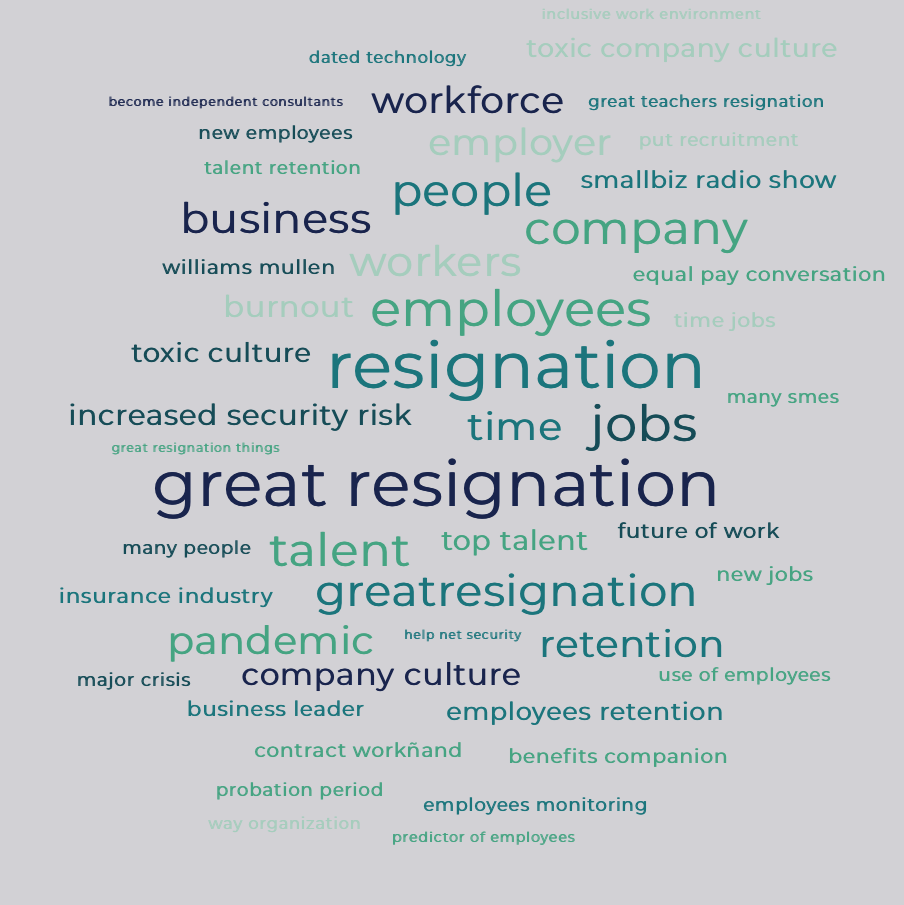 inclusive work environment
toxic company culture
dated technology
become independent consultants
workforce
great teachers resignation
new employees
employer
put recruitment
talent retention
people
smallbiz radio show
business
company
williams mullen
workers
equal pay conversation
burnout
employees
time jobs
toxic culture
resignation
many smes
increased security risk
time
jobs
great resignation things
great resignation
many people
talent
top talent
future of work
new jobs
insurance industry
greatresignation
pandemic
help net security
retention
major crisis
company culture
use of employees
business leader
employees retention
contract workñand
benefits companion
probation period
employees monitoring
way organization
predictor of employees